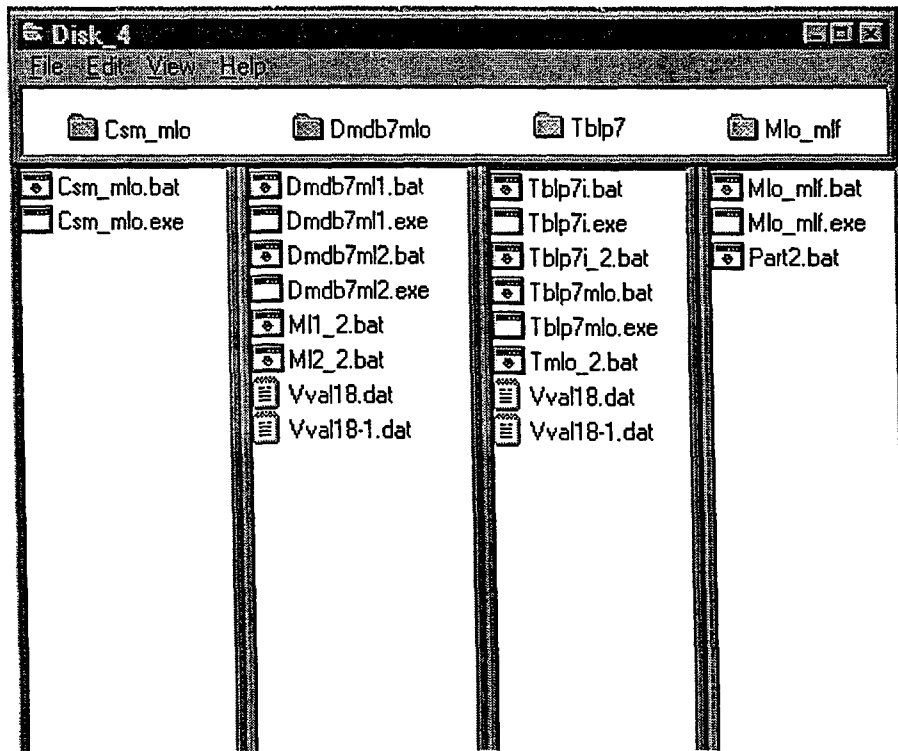 Disk_4
File Edit View Help
Csm_mlo Dmdb7mlo Tblp7 Mlo_mlf
Csm_mlo.bat
Csm_mlo.exe
Dmdb7ml1.bat
Dmdb7ml1.exe
Dmdb7ml2.bat
Dmdb7ml2.exe
Ml1_2.bat
Ml2_2.bat
Vval18.dat
Vval18-1.dat
Tblp7i.bat
Tblp7i.exe
Tblp7i_2.bat
Tblp7mlo.bat
Tblp7mlo.exe
Tmlo_2.bat
Vval18.dat
Vval18-1.dat
Mlo_mlf.bat
Mlo_mlf.exe
Part2.bat